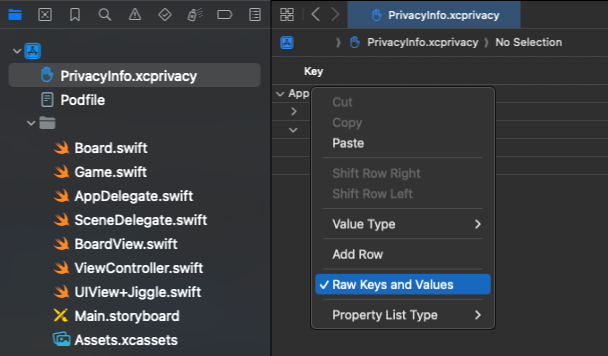 PrivacyInfo.xcprivacy
PrivacyInfo.xcprivacy
Podfile
Board.swift
Game.swift
AppDelegate.swift
SceneDelegate.swift
BoardView.swift
ViewController.swift
UIView+Jiggle.swift
Main.storyboard
Assets.xcassets
PrivacyInfo.xcprivacy No Selection
Key
App
Cut
Copy
Paste
Shift Row Right
Shift Row Left
Value Type
Add Row
Raw Keys and Values
Property List Type